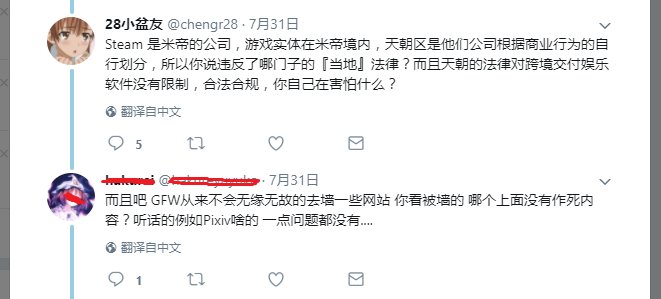 28小盆友 @chengr28 · 7月31日
Steam 是米帝的公司，游戏实体在米帝境内，天朝区是他们公司根据商业行为的自
行划分，所以你说违反了哪门子的『当地』法律？而且天朝的法律对跨境交付娱乐
软件没有限制，合法合规，你自己在害怕什么？
翻译自中文
5
@ · 7月31日
而且吧 GFW从来不会无缘无故的去墙一些网站 你看被墙的 哪个上面没有作死内
容？听话的例如Pixiv啥的 一点问题都没有....
翻译自中文
1